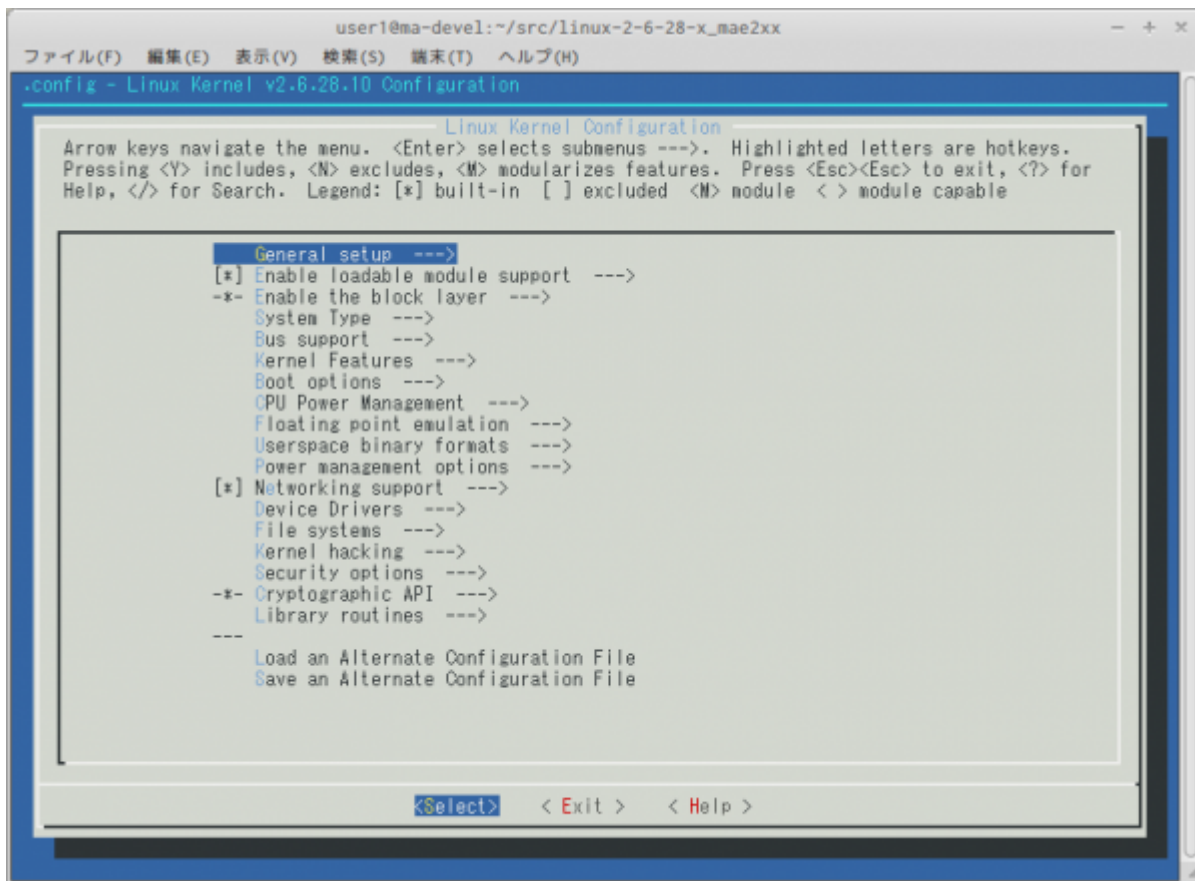 user1@ma-devel:~/src/linux-2-6-28-x_mae2xx
ファイル(F) 編集(E) 表示(V) 検索(S) 端末(T) ヘルプ(H)
.config - Linux Kernel v2.6.28.10 Configuration
Linux Kernel Configuration
Arrow keys navigate the menu. <Enter> selects submenus --->. Highlighted letters are hotkeys.
Pressing <Y> includes, <N> excludes, <M> modularizes features. Press <Esc><Esc> to exit, <?> for
Help, </> for Search. Legend: [*] built-in [ ] excluded <M> module < > module capable
General setup --->
[*] Enable loadable module support --->
-*- Enable the block layer --->
System Type --->
Bus support --->
Kernel Features --->
Boot options --->
CPU Power Management --->
Floating point emulation --->
Userspace binary formats --->
Power management options --->
[*] Networking support --->
Device Drivers --->
File systems --->
Kernel hacking --->
Security options --->
-*- Cryptographic API --->
Library routines --->
---
Load an Alternate Configuration File
Save an Alternate Configuration File
<Select> < Exit > < Help >